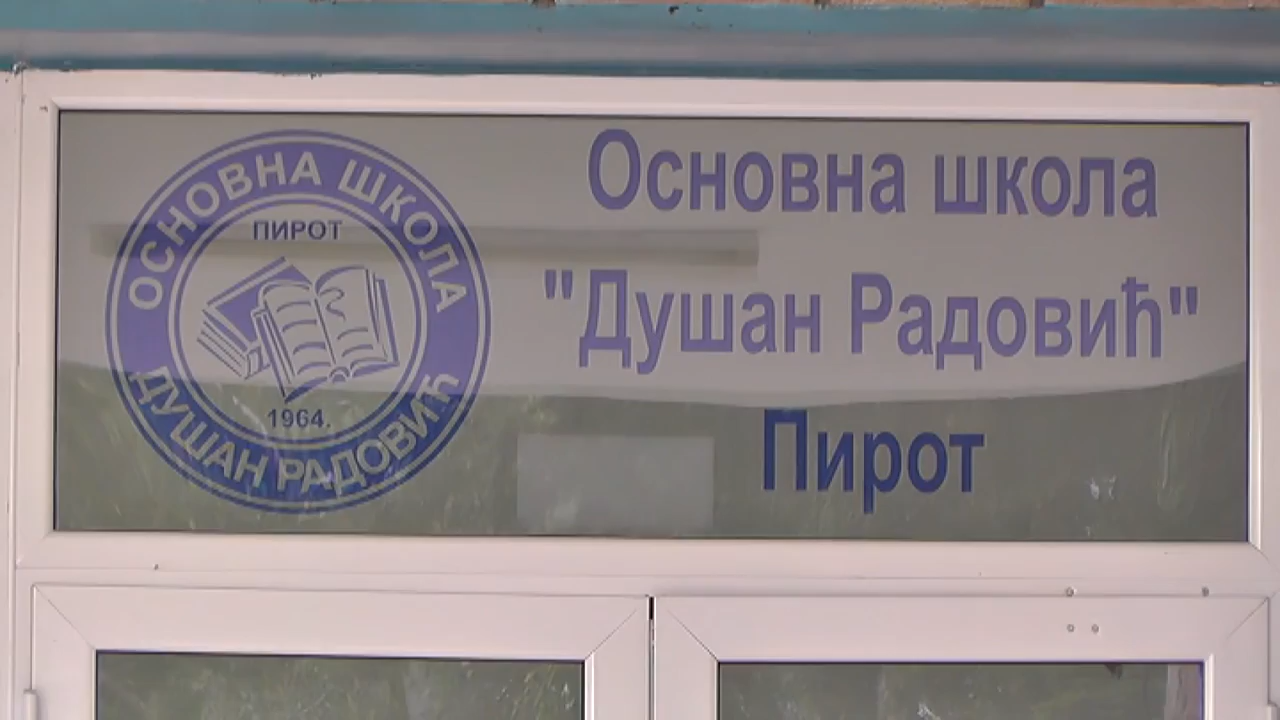 ОСНОВНА ШКОЛА
ПИРОТ
1964.
ДУШАН РАДОВИЋ
Основна школа
"Душан Радовић"
Пирот